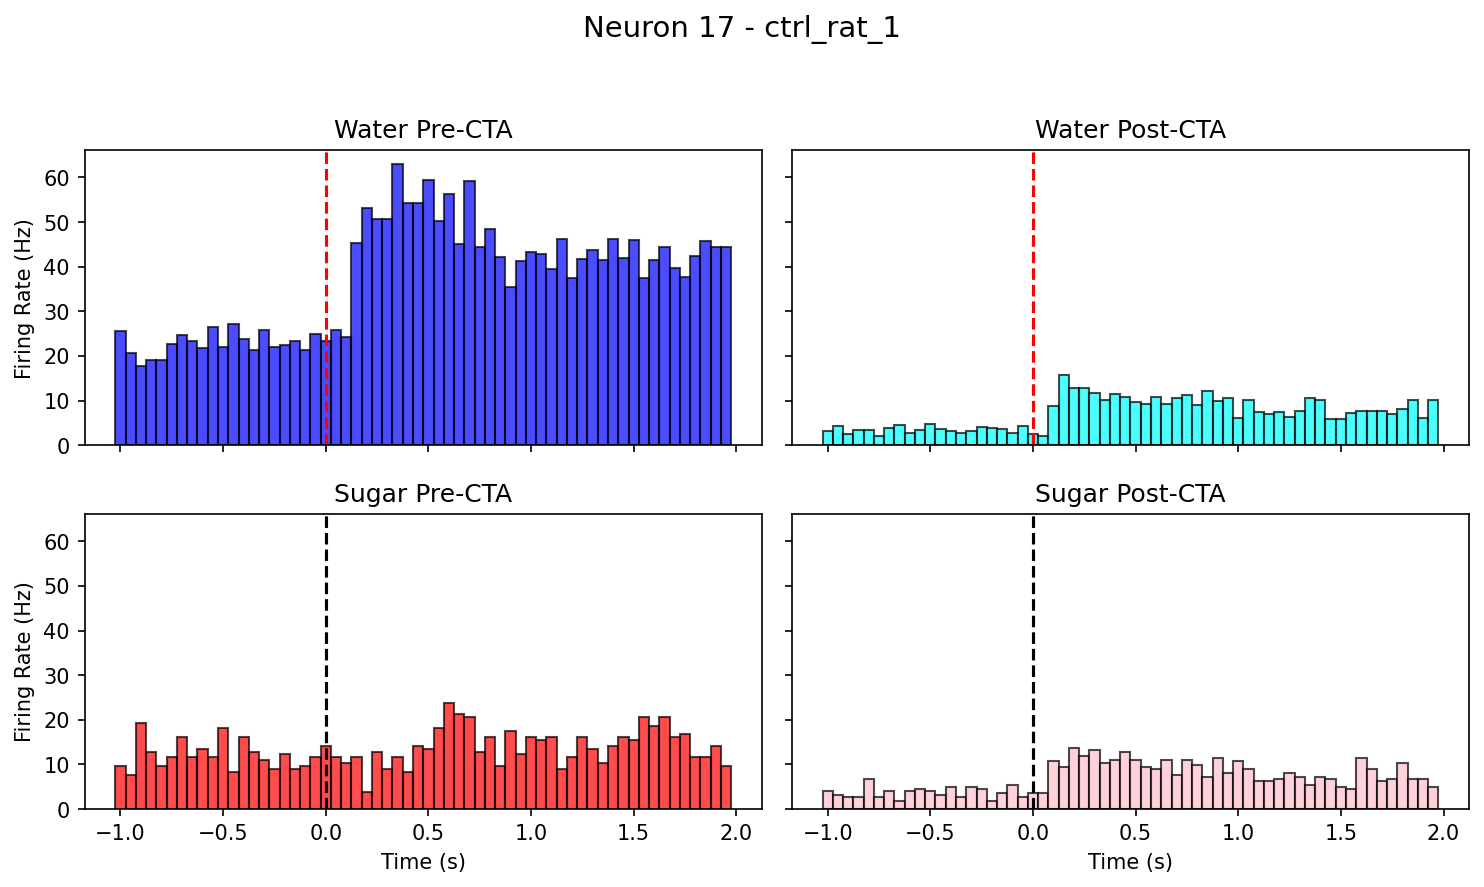 Neuron 17 - ctrl_rat_1
Water Pre-CTA
Water Post-CTA
Firing Rate (Hz)
60
50
40
30
20
10
0
Sugar Pre-CTA
Sugar Post-CTA
Firing Rate (Hz)
60
50
40
30
20
10
0
−1.0 −0.5 0.0 0.5 1.0 1.5 2.0
−1.0 −0.5 0.0 0.5 1.0 1.5 2.0
Time (s)
Time (s)